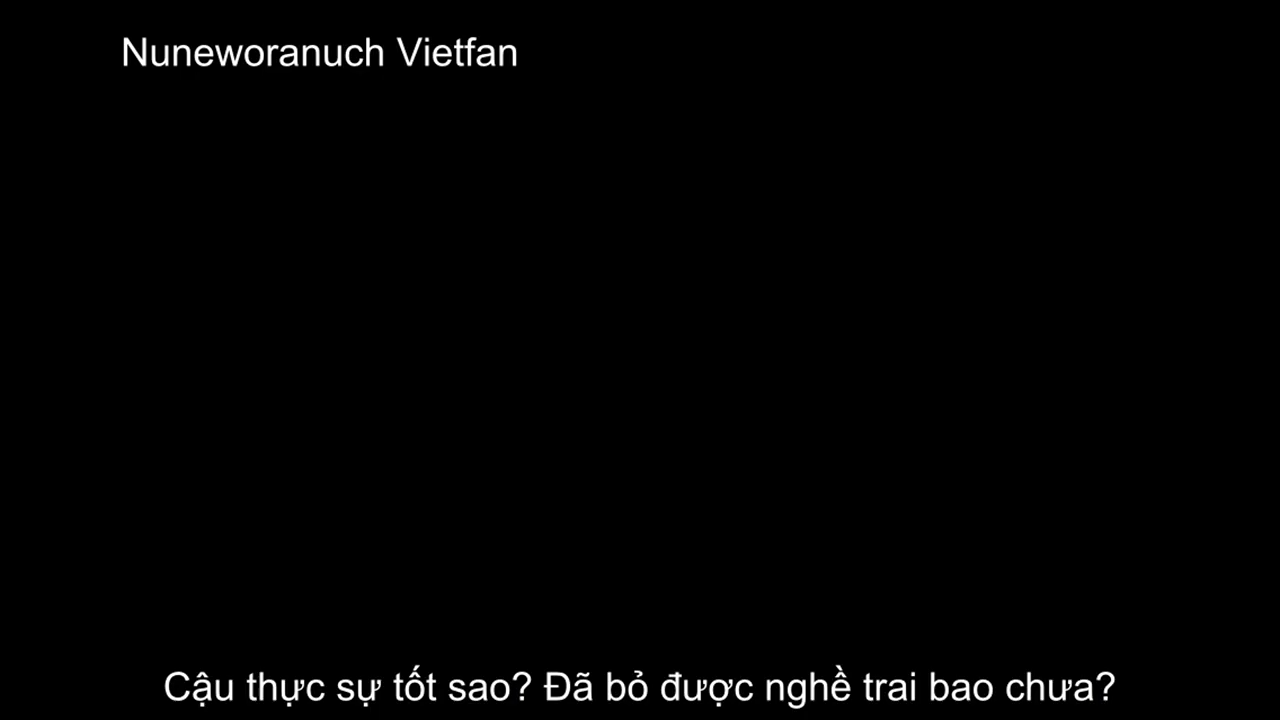 Nuneworanuch Vietfan
Cậu thực sự tốt sao? Đã bỏ được nghề trai bao chưa?